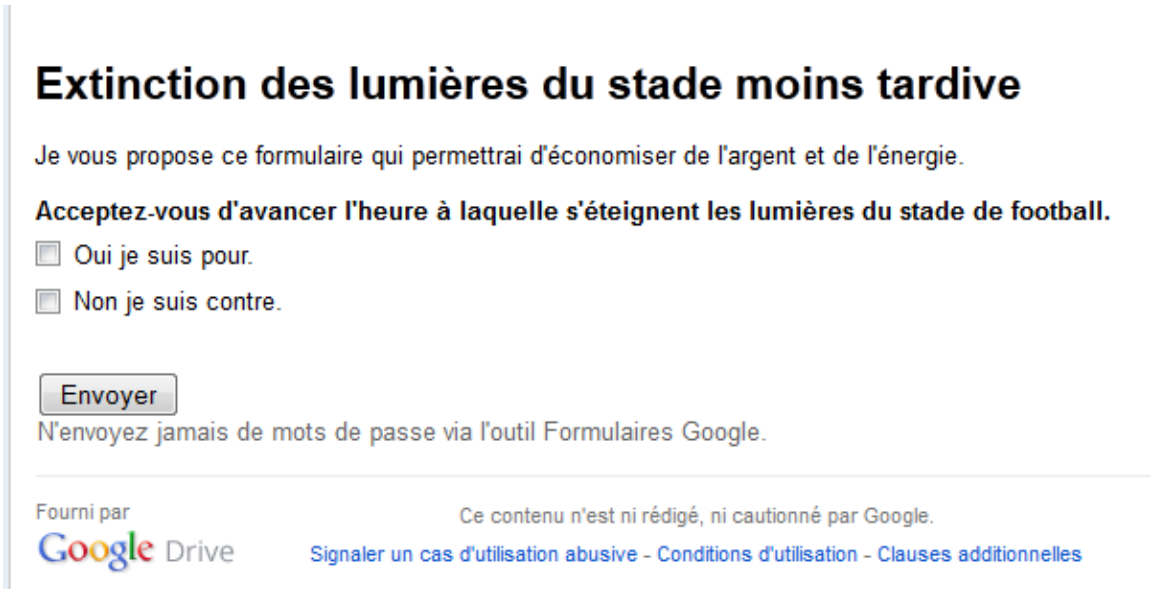 Extinction des lumières du stade moins tardive
Je vous propose ce formulaire qui permettrai d'économiser de l'argent et de l'énergie.
Acceptez-vous d'avancer l'heure à laquelle s'éteignent les lumières du stade de football.
Oui je suis pour.
Non je suis contre.
Envoyer
N'envoyez jamais de mots de passe via l'outil Formulaires Google.
Fourni par
Google Drive
Ce contenu n'est ni rédigé, ni cautionné par Google.
Signaler un cas d'utilisation abusive - Conditions d'utilisation - Clauses additionnelles